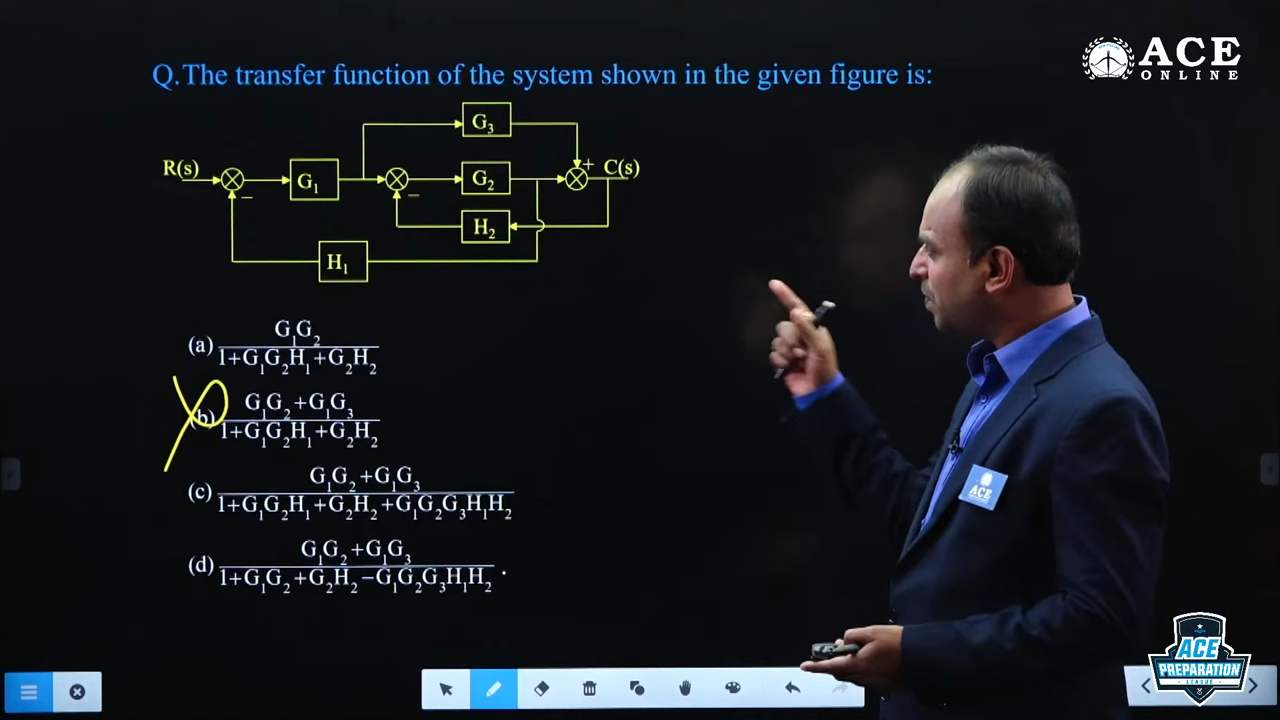 ACE
ONLINE
Q.The transfer function of the system shown in the given figure is:
G₃
R(s) G₁ G₂ + C(s)
− −
H₂
H₁
(a) G₁G₂
1+G₁G₂H₁+G₂H₂
(b) G₁G₂+G₁G₃
1+G₁G₂H₁+G₂H₂
(c) G₁G₂+G₁G₃
1+G₁G₂H₁+G₂H₂+G₁G₂G₃H₁H₂
(d) G₁G₂+G₁G₃
1+G₁G₂+G₂H₂−G₁G₂G₃H₁H₂ .
ACE
ACE
PREPARATION
LEAGUE